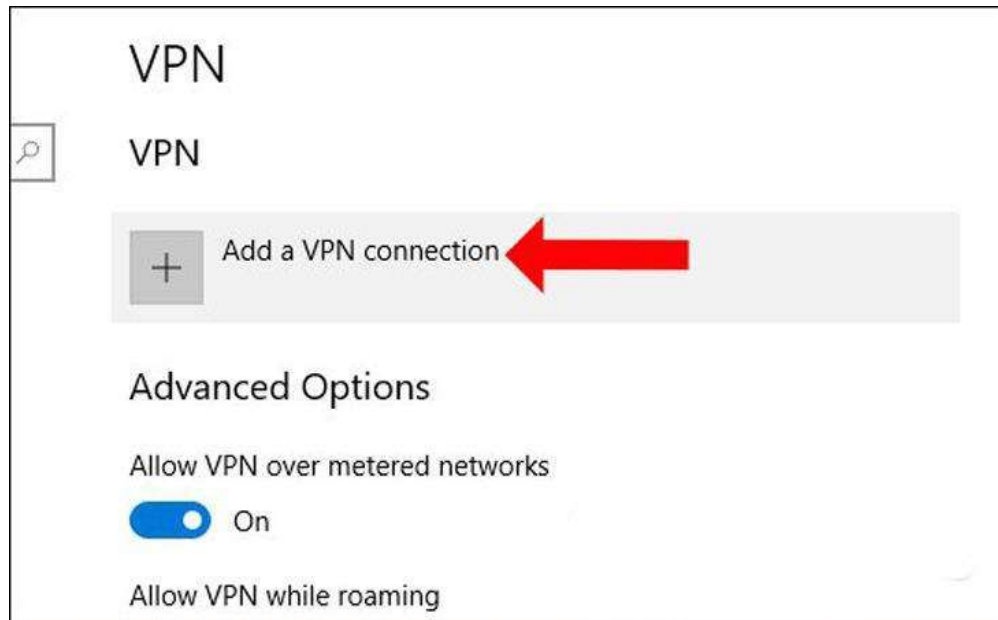 VPN
VPN
Add a VPN connection
Advanced Options
Allow VPN over metered networks
On
Allow VPN while roaming